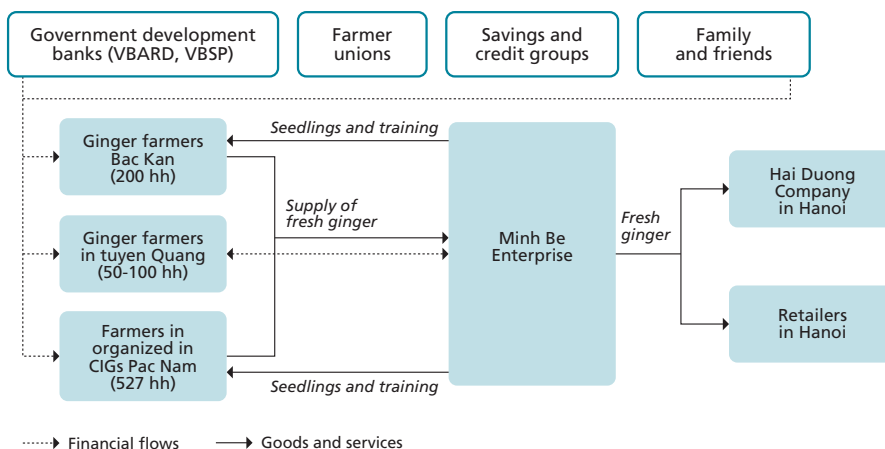 Government development
banks (VBARD, VBSP)
Farmer
unions
Savings and
credit groups
Family
and friends
Ginger farmers
Bac Kan
(200 hh)
Seedlings and training
Supply of
fresh ginger
Ginger farmers
in tuyen Quang
(50-100 hh)
Farmers in
organized in
CIGs Pac Nam
(527 hh)
Seedlings and training
Minh Be
Enterprise
Fresh
ginger
Hai Duong
Company
in Hanoi
Retailers
in Hanoi
Financial flows
Goods and services